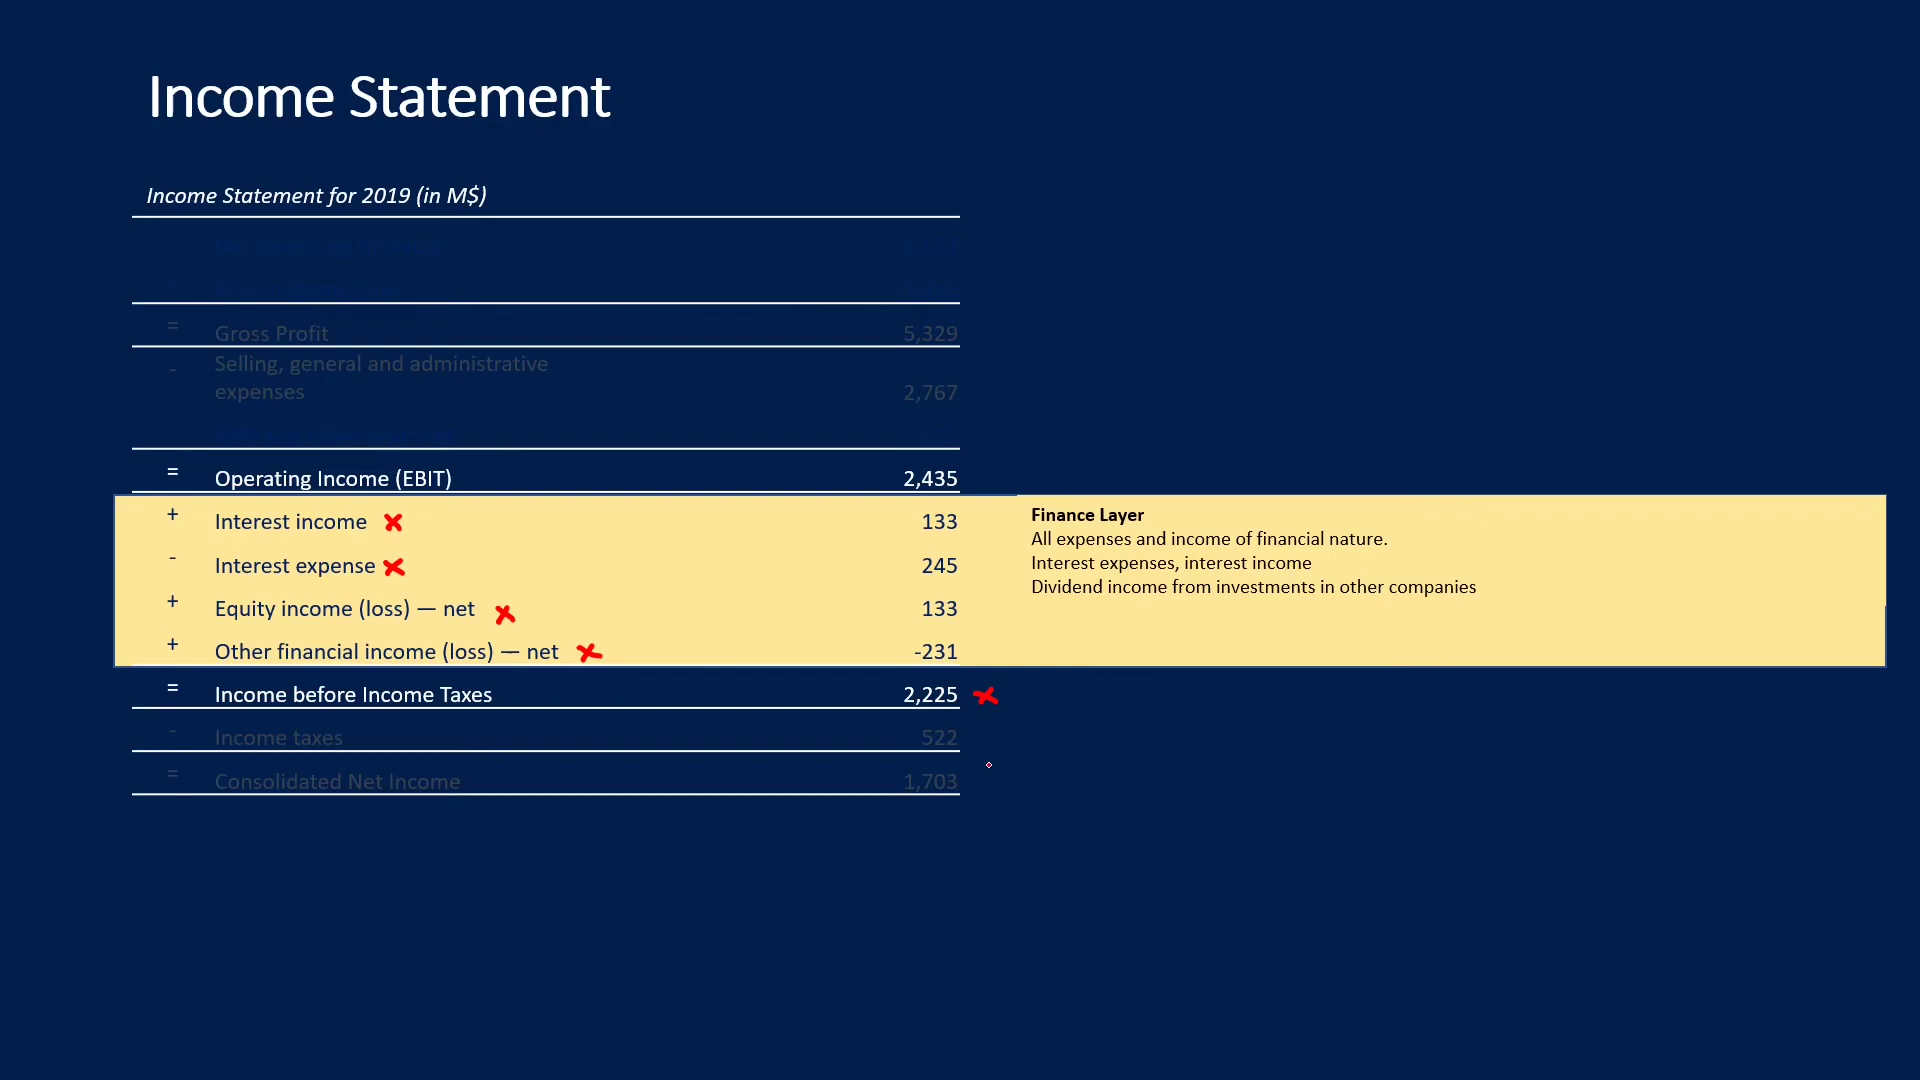 Income Statement
Income Statement for 2019 (in M$)
= Gross Profit 5,329
- Selling, general and administrative
expenses 2,767
= Operating Income (EBIT) 2,435
+ Interest income 133
- Interest expense 245
+ Equity income (loss) — net 133
+ Other financial income (loss) — net -231
Finance Layer
All expenses and income of financial nature.
Interest expenses, interest income
Dividend income from investments in other companies
= Income before Income Taxes 2,225
- Income taxes 522
= Consolidated Net Income 1,703